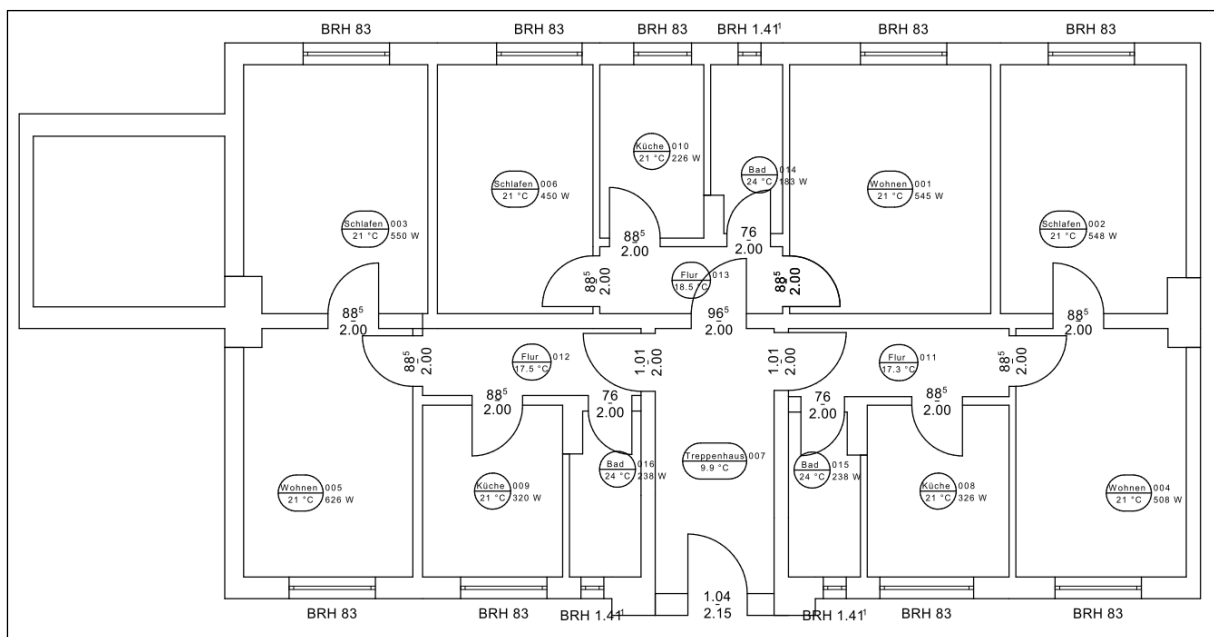 BRH 83
BRH 83
BRH 83
BRH 1.41¹
BRH 83
BRH 83
Küche 010
21 °C 226 W
Bad 014
24 °C 183 W
Schlafen 006
21 °C 450 W
Wohnen 001
21 °C 545 W
Schlafen 003
21 °C 550 W
Schlafen 002
21 °C 548 W
88⁵
2.00
76
2.00
88⁵
2.00
Flur 013
18.5 °C
88⁵
2.00
88⁵
2.00
96⁵
2.00
88⁵
2.00
88⁵
2.00
Flur 012
17.5 °C
1.01
2.00
1.01
2.00
Flur 011
17.3 °C
88⁵
2.00
88⁵
2.00
76
2.00
76
2.00
88⁵
2.00
Treppenhaus 007
9.9 °C
Bad 016
24 °C 238 W
Bad 015
24 °C 238 W
Wohnen 005
21 °C 626 W
Küche 009
21 °C 320 W
Küche 008
21 °C 326 W
Wohnen 004
21 °C 508 W
1.04
2.15
BRH 83
BRH 83
BRH 1.41¹
BRH 1.41¹
BRH 83
BRH 83